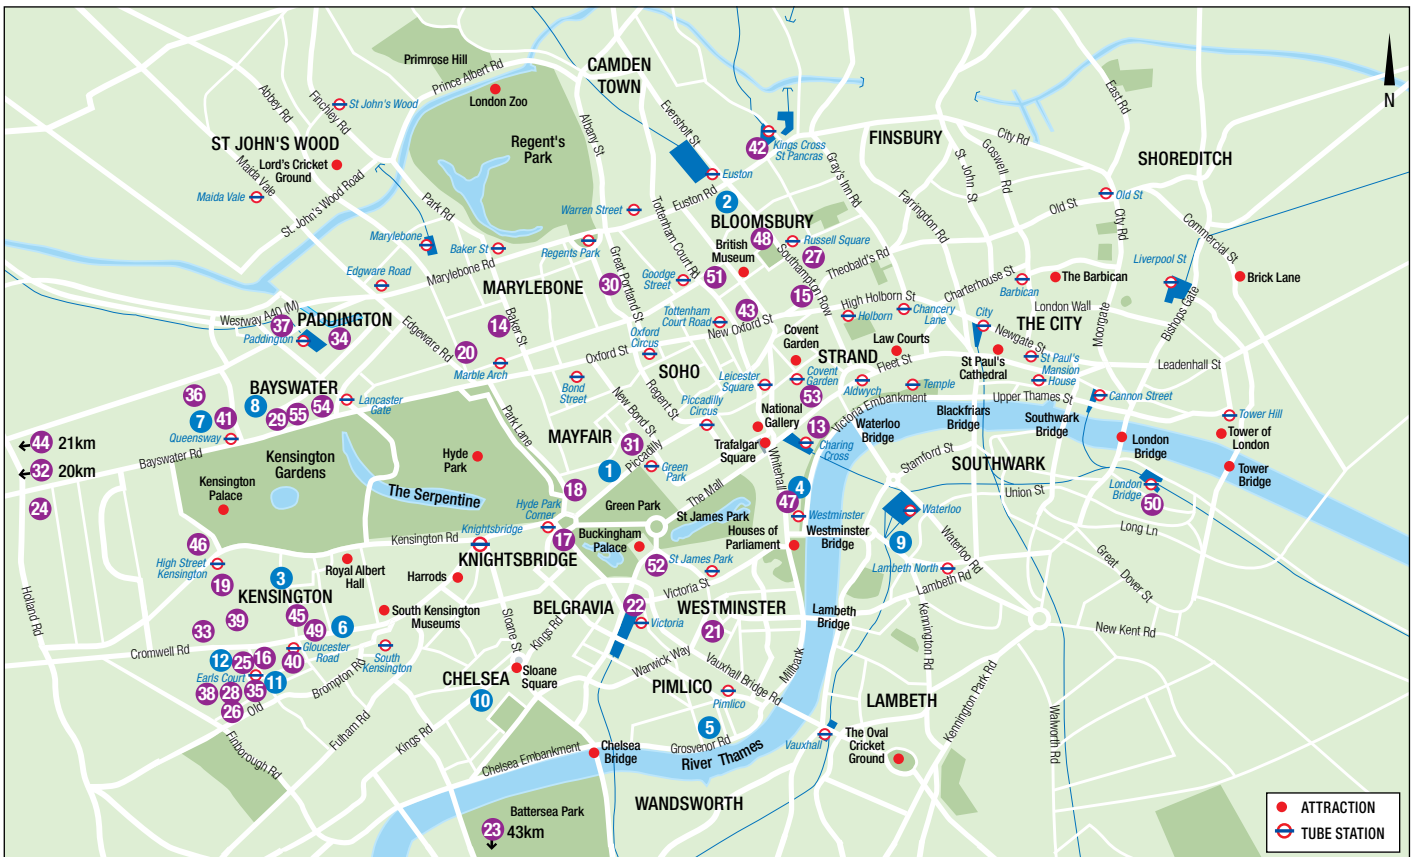 Primrose Hill
Prince Albert Rd
London Zoo
CAMDEN
TOWN
Abbey Rd
Finchley Rd
St John's Wood
ST JOHN'S WOOD
Lord's Cricket
Ground
Maida Vale
Maida Vale
St. John's Wood Road
Regent's
Park
Albany St
Eversholt St
42
Kings Cross
St Pancras
Euston
Euston Rd
2
FINSBURY
City Rd
East Rd
N
SHOREDITCH
Gray's Inn Rd
St. John St
Goswell Rd
Farringdon Rd
Old St
Old St
City Rd
Commercial St
Park Rd
Marylebone
Baker St
Marylebone Rd
Warren Street
Regents Park
Tottenham Court Rd
BLOOMSBURY
48
British
Museum
Russell Square
27
Southampton Row
Theobald's Rd
Edgware Road
MARYLEBONE
30
Great Portland St
Goodge
Street
51
15
43
High Holborn St
Holborn
Chancery
Lane
Charterhouse St
Barbican
The Barbican
London Wall
Liverpool St
Bishops Gate
Brick Lane
Westway A40 (M)
37
PADDINGTON
Paddington
34
Edgeware Rd
14
Baker St
20
Marble Arch
Oxford St
Oxford
Circus
Tottenham
Court Road
New Oxford St
Covent
Garden
Law Courts
STRAND
Fleet St
City
THE CITY
Newgate St
St Paul's
Cathedral
St Paul's
Mansion
House
Moorgate
Leadenhall St
36
BAYSWATER
8
7
41
29
55
54
Lancaster
Gate
Queensway
Bond
Street
SOHO
Regent St
New Bond St
Leicester
Square
Piccadilly
Circus
Covent
Garden
53
Aldwych
Temple
Victoria Embankment
Upper Thames St
Cannon Street
Tower Hill
44
21km
32
20km
24
Bayswater Rd
Kensington
Gardens
Kensington
Palace
The Serpentine
Hyde
Park
Park Lane
MAYFAIR
31
Piccadilly
1
Green
Park
18
National
Gallery
Trafalgar
Square
13
Charing
Cross
Waterloo
Bridge
Blackfriars
Bridge
Southwark
Bridge
London
Bridge
Tower of
London
Tower
Bridge
Whitehall
4
47
Westminster
Stamford St
SOUTHWARK
Union St
London
Bridge
50
Long Ln
Hyde Park
Corner
17
Green Park
The Mall
St James Park
Buckingham
Palace
Houses of
Parliament
Westminster
Bridge
Waterloo
9
46
High Street
Kensington
19
Kensington Rd
Knightsbridge
KNIGHTSBRIDGE
Royal Albert
Hall
Harrods
52
St James Park
Victoria St
Lambeth North
Waterloo Rd
Lambeth Rd
Great Dover St
Holland Rd
3
KENSINGTON
45
49
6
39
33
South Kensington
Museums
Sloane St
Kings Rd
BELGRAVIA
22
Victoria
WESTMINSTER
21
Lambeth
Bridge
Kennington Rd
New Kent Rd
Cromwell Rd
12
25
16
40
Gloucester
Road
South
Kensington
Earls Court
11
38
28
35
26
Old
Brompton Rd
Finborough Rd
Fulham Rd
Kings Rd
CHELSEA
10
Sloane
Square
Warwick Way
Vauxhall Bridge Rd
Millbank
PIMLICO
Pimlico
5
Grosvenor Rd
River Thames
Vauxhall
LAMBETH
The Oval
Cricket
Ground
Kennington Park Rd
Walworth Rd
Chelsea Embankment
Chelsea
Bridge
WANDSWORTH
Battersea Park
23
43km
ATTRACTION
TUBE STATION